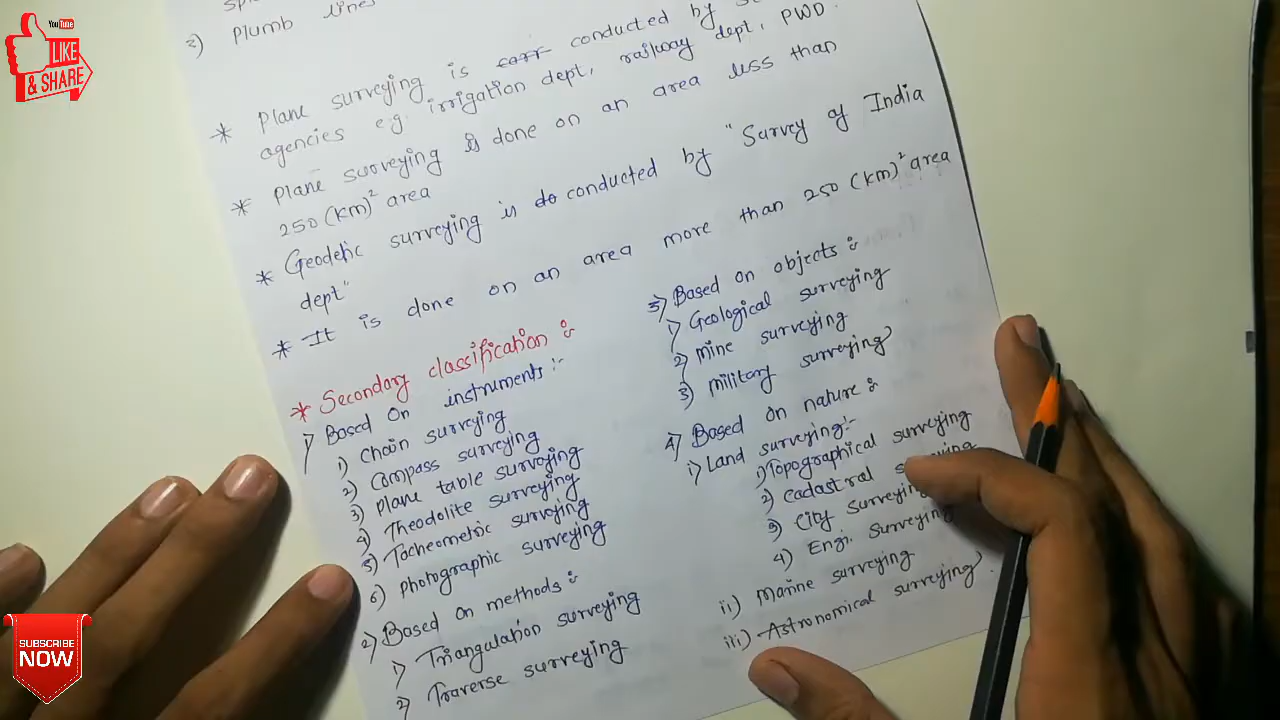 YouTube
LIKE
& SHARE
2) Plumb lines
* Plane surveying is conducted by
agencies e.g. irrigation dept, railway dept, PWD.
* Plane surveying is done on an area less than
250 (km)² area
* Geodetic surveying is do conducted by "Survey of India
dept"
* It is done on an area more than 250 (km)² area
* Secondary classification :
1) Based on instruments :-
1) Chain surveying
2) Compass surveying
3) Plane table surveying
4) Theodolite surveying
5) Tacheometric surveying
6) Photographic surveying
2) Based on methods :
1) Triangulation surveying
2) Traverse surveying
3) Based on objects :
1) Geological surveying
2) Mine surveying
3) Military surveying
4) Based on nature :
i) Land surveying :-
1) Topographical surveying
2) Cadastral surveying
3) City surveying
4) Engi. Surveying
ii) Marine surveying
iii) Astronomical surveying.
SUBSCRIBE
NOW